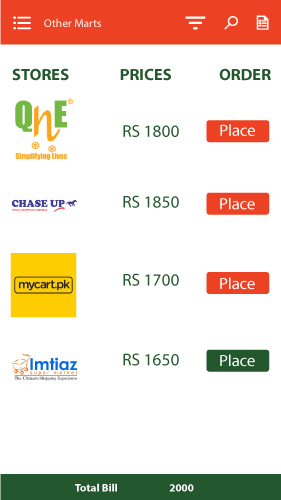 Other Marts
STORES PRICES ORDER
QnE
Simplifying Lives
RS 1800 Place
CHASE UP
RS 1850 Place
mycart.pk
RS 1700 Place
Imtiaz
super market
The Ultimate Shopping Experience
RS 1650 Place
Total Bill 2000